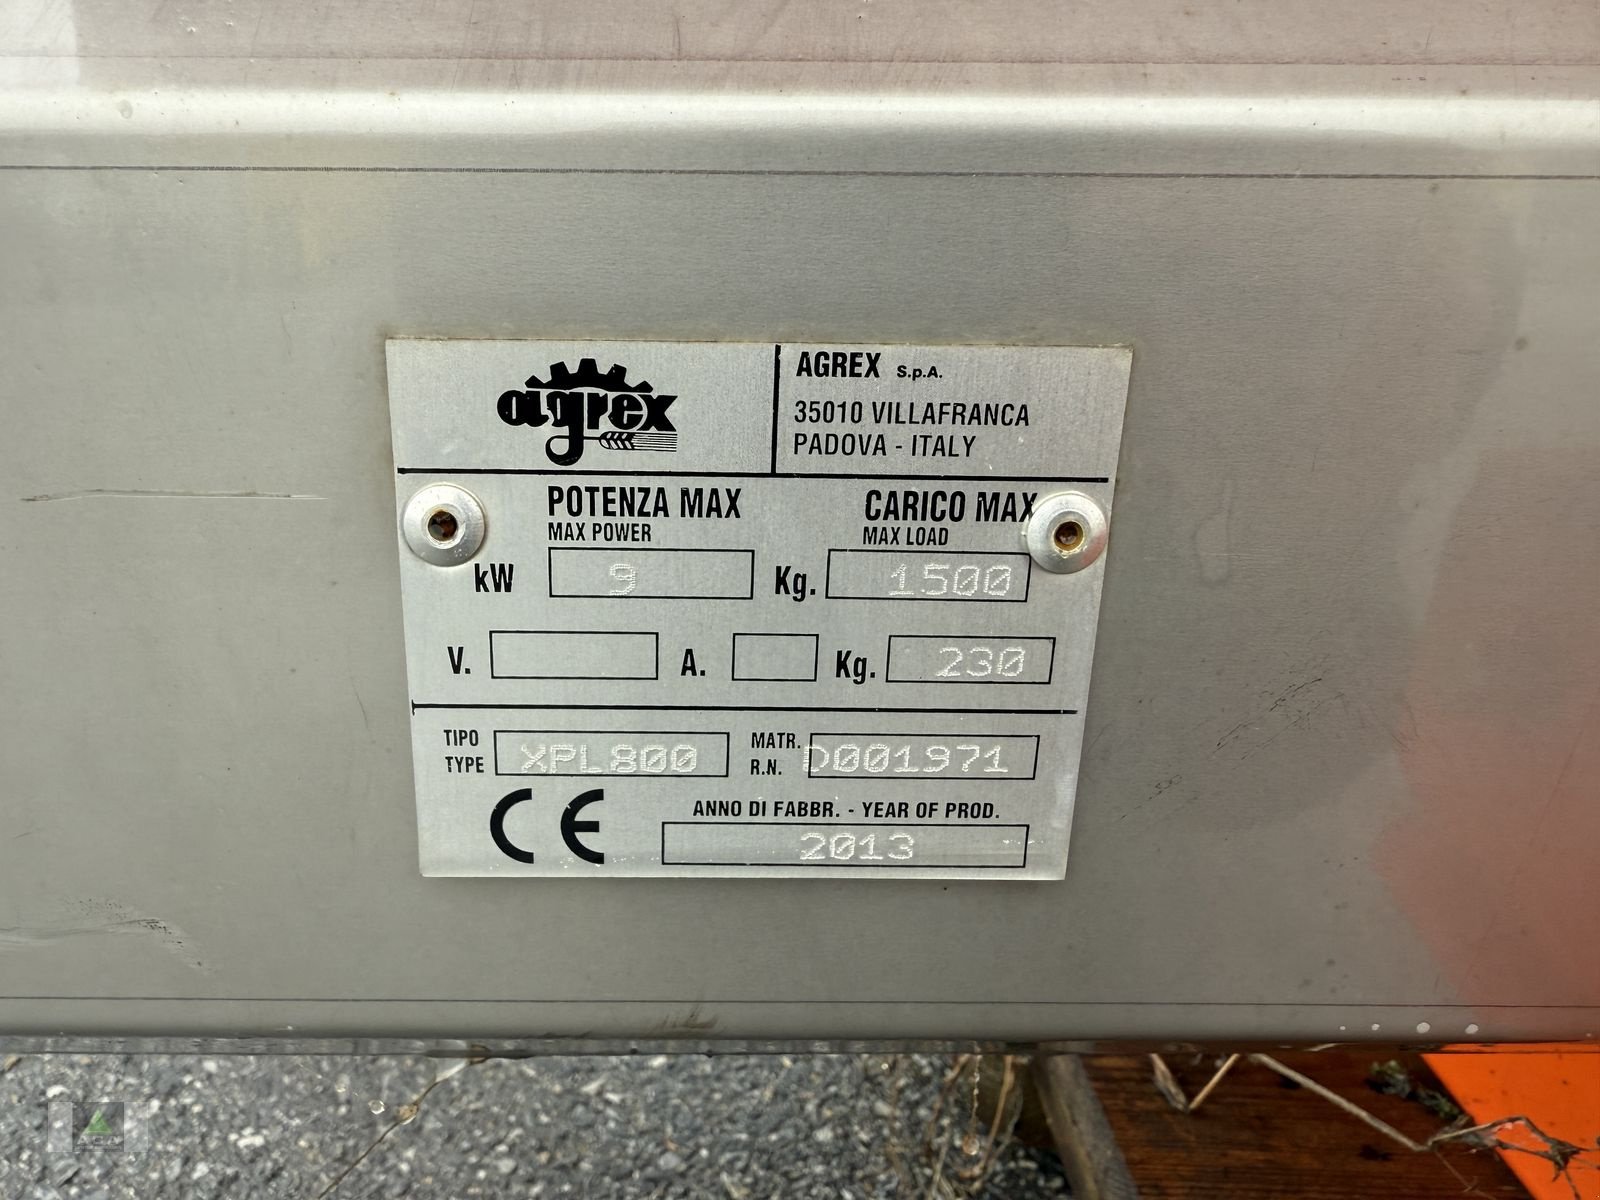 agrex
AGREX S.p.A.
35010 VILLAFRANCA
PADOVA - ITALY
POTENZA MAX
MAX POWER
CARICO MAX
MAX LOAD
kW 9 Kg. 1500
V. A. Kg. 230
TIPO
TYPE XPL800
MATR.
R.N. D001971
CE
ANNO DI FABBR. - YEAR OF PROD.
2013
ACA